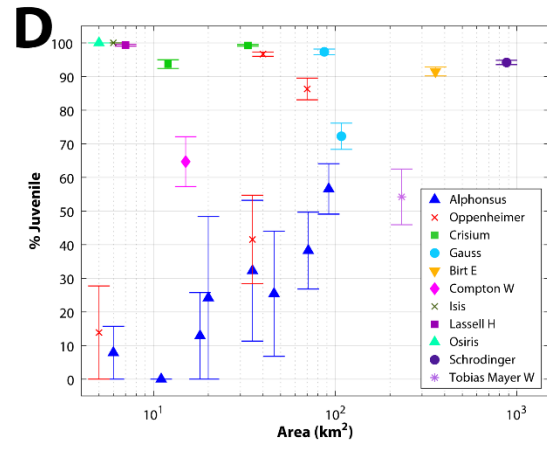 D
% Juvenile
100
90
80
70
60
50
40
30
20
10
0
Alphonsus
Oppenheimer
Crisium
Gauss
Birt E
Compton W
Isis
Lassell H
Osiris
Schrodinger
Tobias Mayer W
10¹
10²
10³
Area (km²)